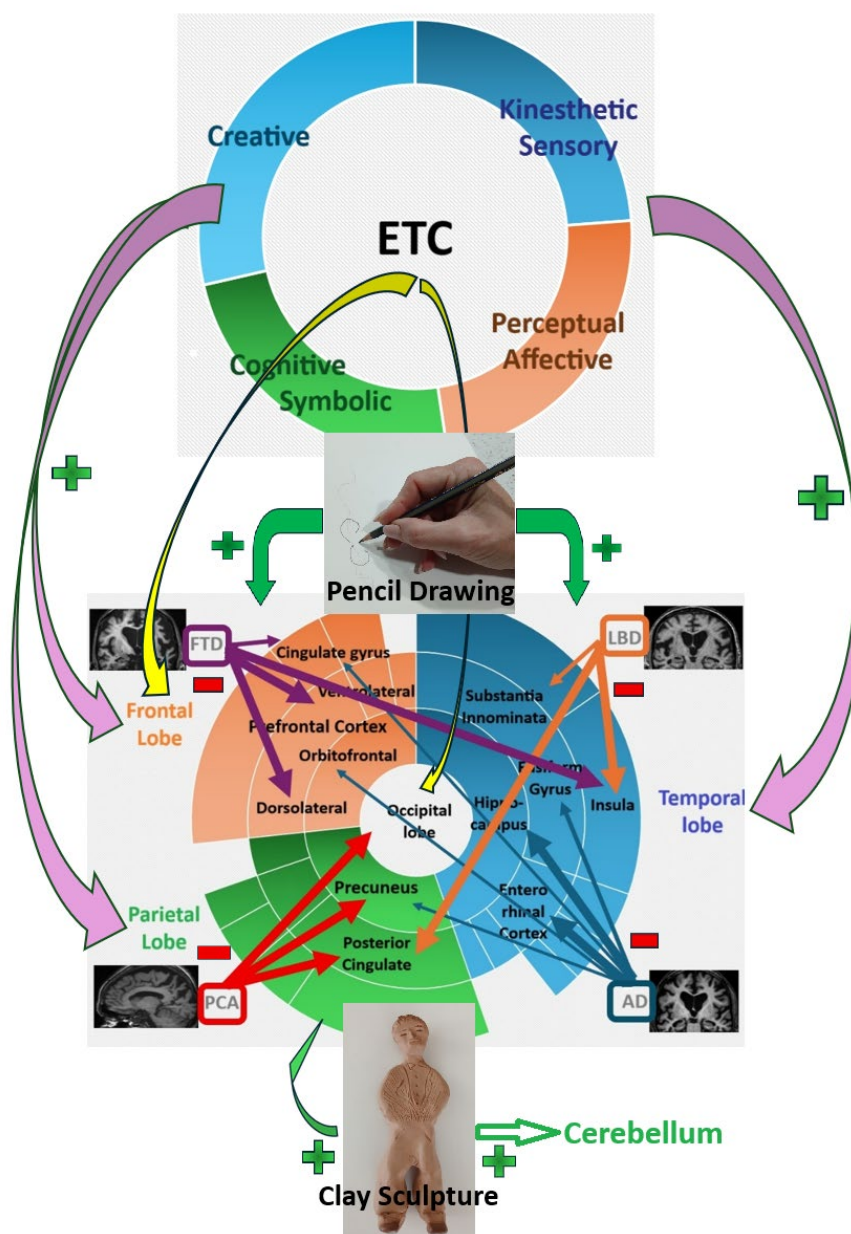 Creative
Kinesthetic
Sensory
ETC
Perceptual
Affective
Cognitive
Symbolic
Pencil Drawing
FTD
LBD
Cingulate gyrus
Ventrolateral
Substantia
Innominata
Frontal
Lobe
Prefrontal Cortex
Orbitofrontal
Fusiform
Gyrus
Dorsolateral
Occipital
lobe
Hippo-
campus
Insula
Temporal
lobe
Precuneus
Entero
rhinal
Cortex
Parietal
Lobe
Posterior
Cingulate
PCA
AD
Cerebellum
Clay Sculpture